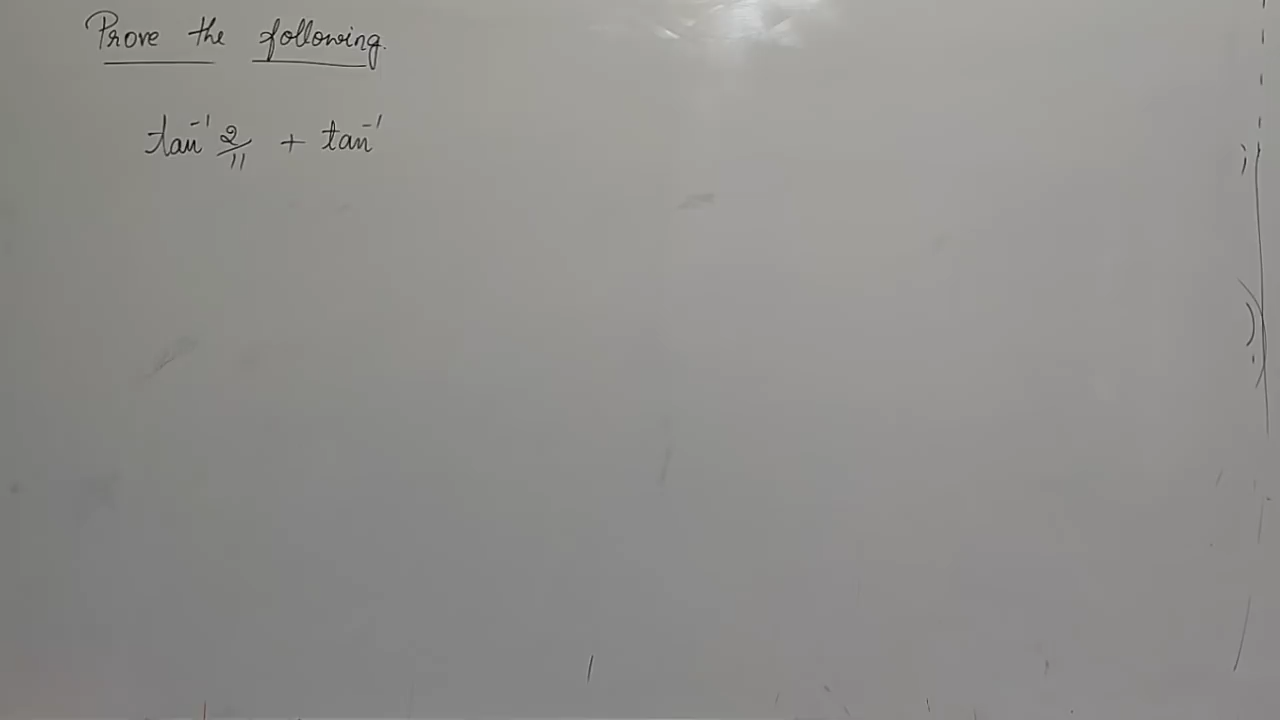 Prove the following.
tan⁻¹ 2/11 + tan⁻¹